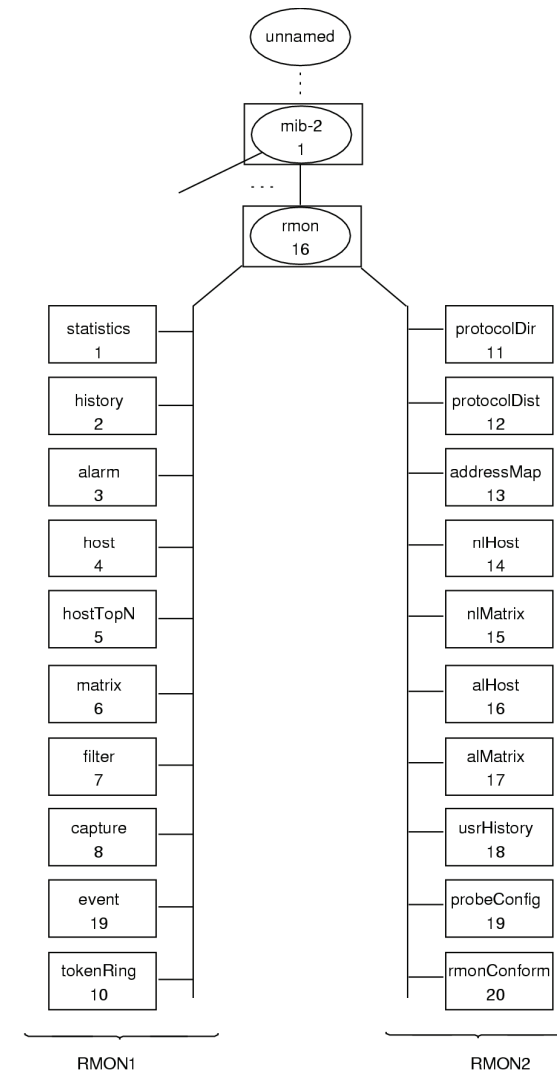 unnamed
mib-2
1
. . .
rmon
16
statistics
1
history
2
alarm
3
host
4
hostTopN
5
matrix
6
filter
7
capture
8
event
19
tokenRing
10
RMON1
protocolDir
11
protocolDist
12
addressMap
13
nlHost
14
nlMatrix
15
alHost
16
alMatrix
17
usrHistory
18
probeConfig
19
rmonConform
20
RMON2